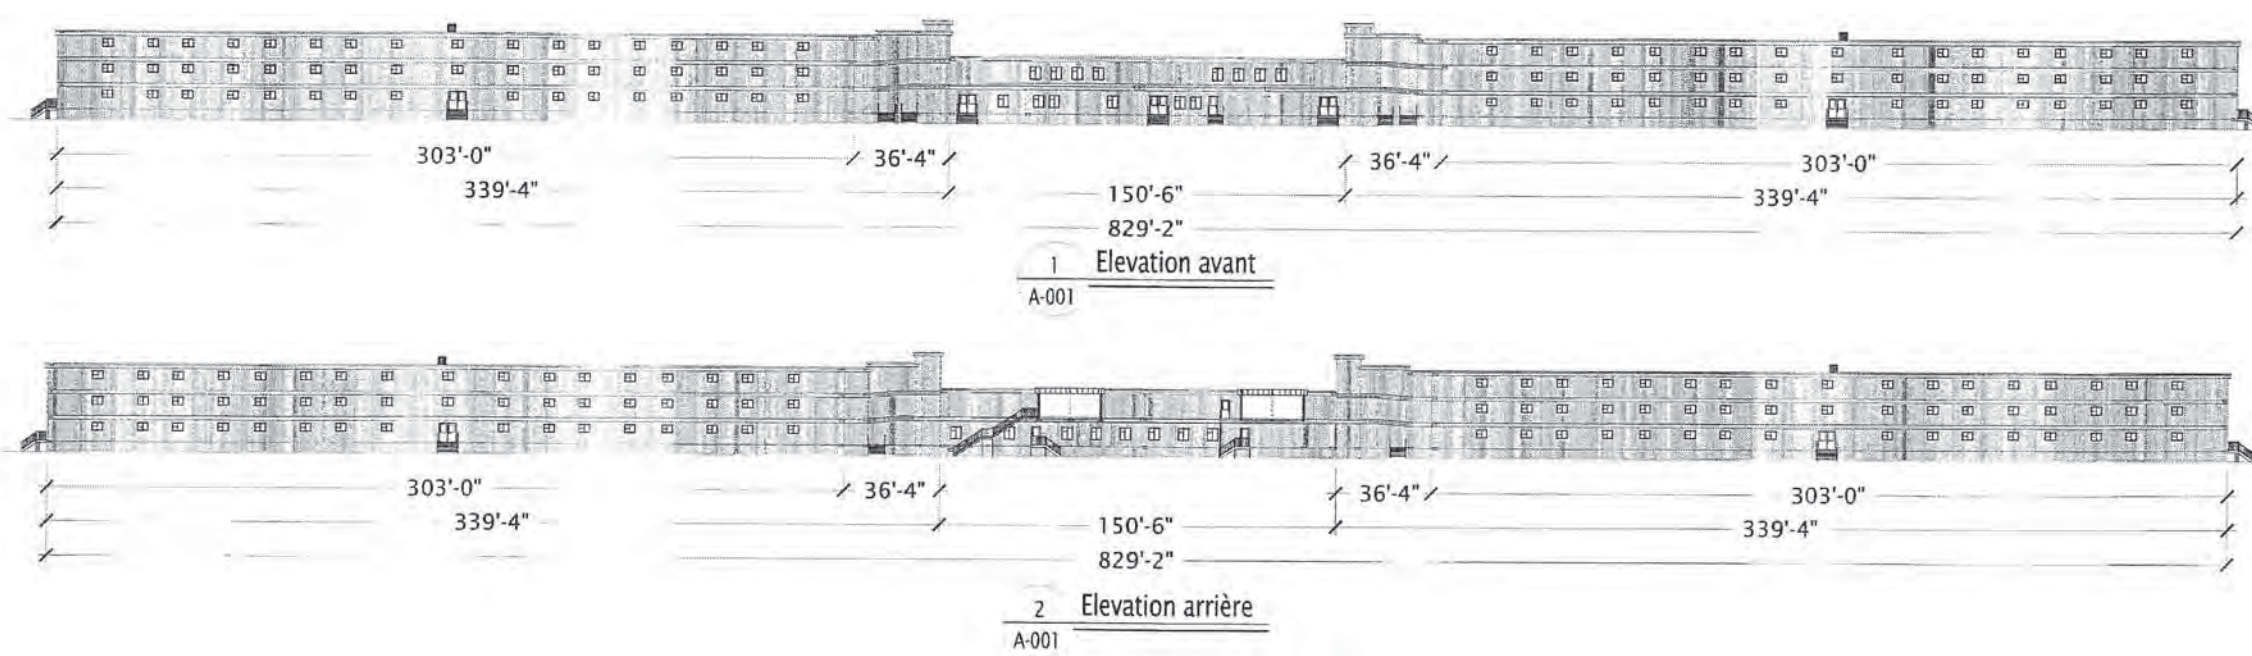 303'-0" 36'-4" 36'-4" 303'-0"
339'-4" 150'-6" 339'-4"
829'-2"
1 Elevation avant
A-001
303'-0" 36'-4" 36'-4" 303'-0"
339'-4" 150'-6" 339'-4"
829'-2"
2 Elevation arrière
A-001